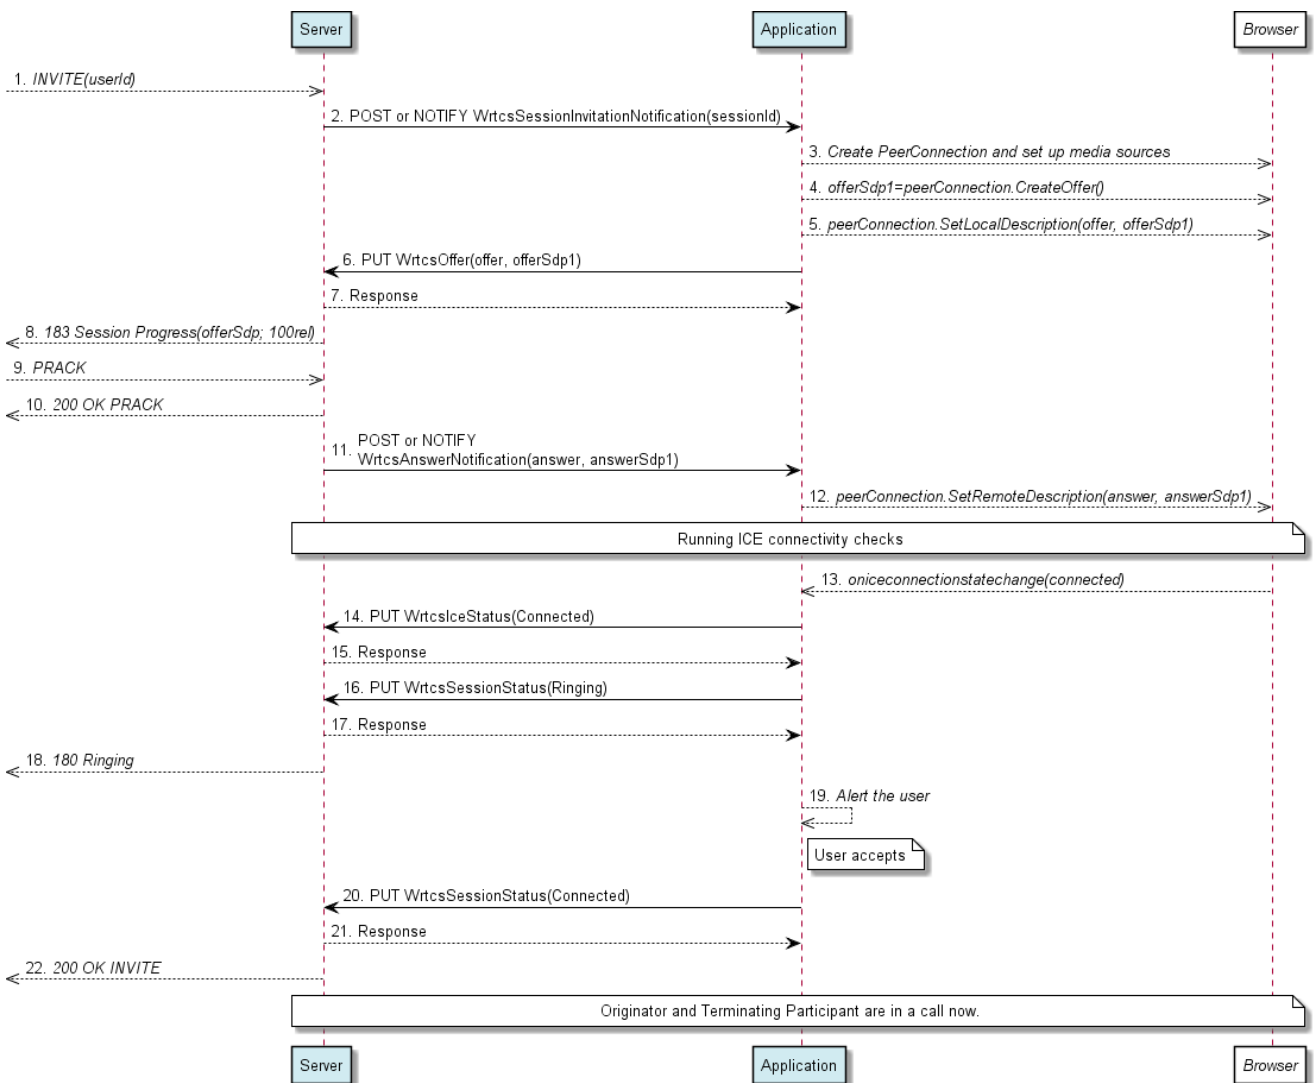 Server
Application
Browser
1. INVITE(userId)
2. POST or NOTIFY WrtcsSessionInvitationNotification(sessionId)
3. Create PeerConnection and set up media sources
4. offerSdp1=peerConnection.CreateOffer()
5. peerConnection.SetLocalDescription(offer, offerSdp1)
6. PUT WrtcsOffer(offer, offerSdp1)
7. Response
8. 183 Session Progress(offerSdp; 100rel)
9. PRACK
10. 200 OK PRACK
11. POST or NOTIFY
WrtcsAnswerNotification(answer, answerSdp1)
12. peerConnection.SetRemoteDescription(answer, answerSdp1)
Running ICE connectivity checks
13. oniceconnectionstatechange(connected)
14. PUT WrtcsIceStatus(Connected)
15. Response
16. PUT WrtcsSessionStatus(Ringing)
17. Response
18. 180 Ringing
19. Alert the user
User accepts
20. PUT WrtcsSessionStatus(Connected)
21. Response
22. 200 OK INVITE
Originator and Terminating Participant are in a call now.
Server
Application
Browser